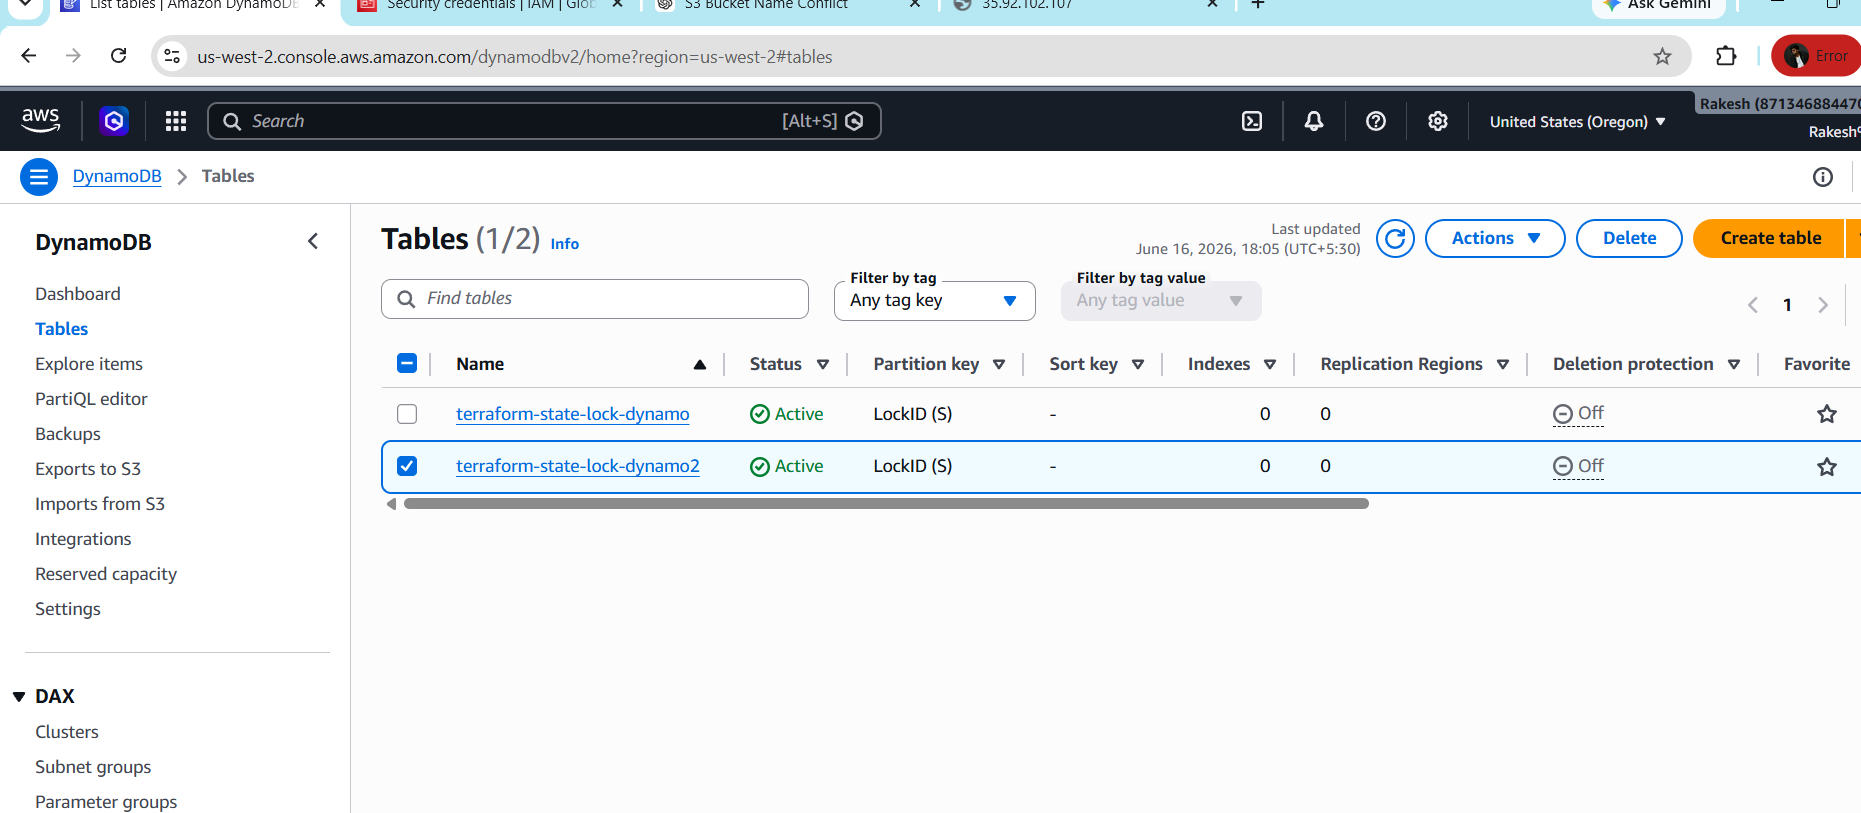 List tables | Amazon DynamoDB
Security credentials | IAM | Glob
S3 Bucket Name Conflict
35.92.102.107
Ask Gemini
us-west-2.console.aws.amazon.com/dynamodbv2/home?region=us-west-2#tables
Error
aws
Search
[Alt+S]
United States (Oregon)
Rakesh (871346884470
Rakesh
DynamoDB
Tables
DynamoDB
Dashboard
Tables
Explore items
PartiQL editor
Backups
Exports to S3
Imports from S3
Integrations
Reserved capacity
Settings
DAX
Clusters
Subnet groups
Parameter groups
Tables (1/2) Info
Last updated
June 16, 2026, 18:05 (UTC+5:30)
Actions
Delete
Create table
Find tables
Filter by tag
Any tag key
Filter by tag value
Any tag value
1
Name Status Partition key Sort key Indexes Replication Regions Deletion protection Favorite
terraform-state-lock-dynamo Active LockID (S) - 0 0 Off
terraform-state-lock-dynamo2 Active LockID (S) - 0 0 Off